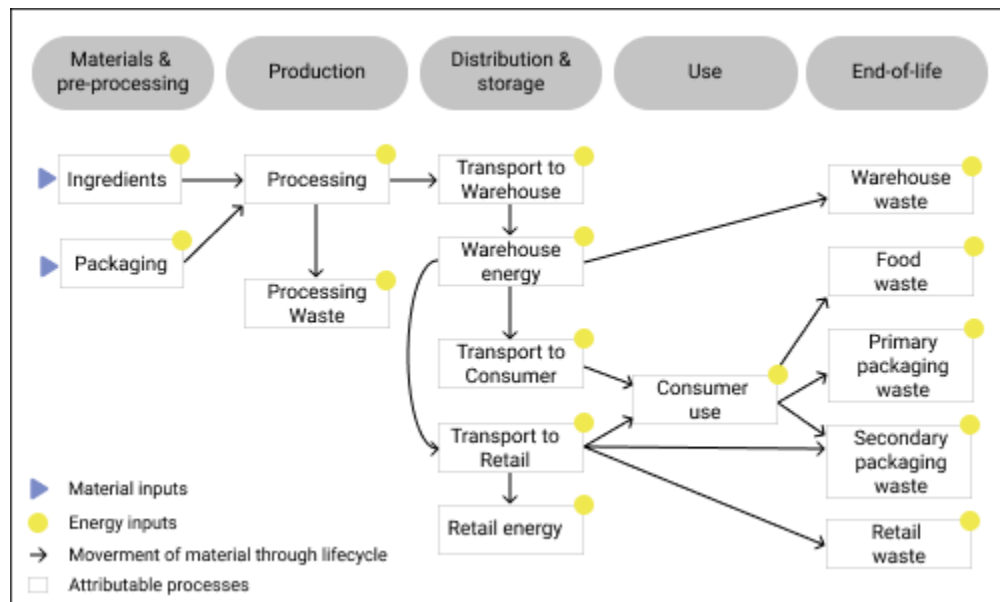 Materials &
pre-processing
Production
Distribution &
storage
Use
End-of-life
Ingredients
Processing
Transport to
Warehouse
Warehouse
waste
Packaging
Warehouse
energy
Food
waste
Processing
Waste
Transport to
Consumer
Primary
packaging
waste
Consumer
use
Transport to
Retail
Secondary
packaging
waste
Retail energy
Retail
waste
Material inputs
Energy inputs
Moverment of material through lifecycle
Attributable processes